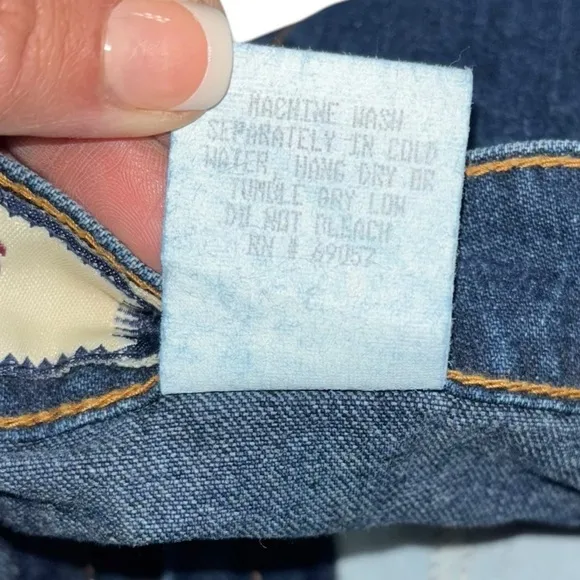 MACHINE WASH
SEPARATELY IN COLD
WATER, HANG DRY OR
TUMBLE DRY LOW
DO NOT BLEACH
RN # 69057